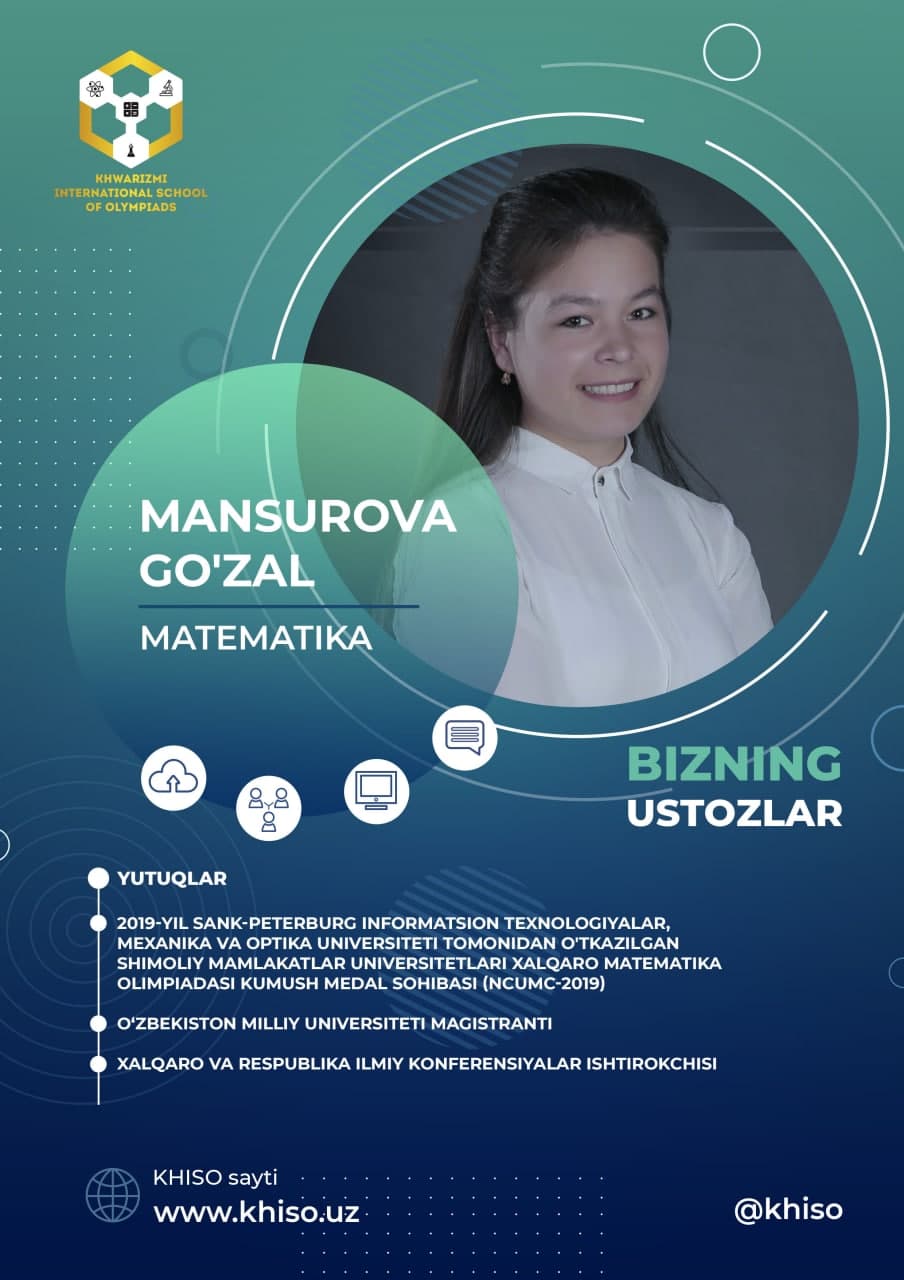 KHWARIZMI
INTERNATIONAL SCHOOL
OF OLYMPIADS
MANSUROVA
GO'ZAL
MATEMATIKA
BIZNING
USTOZLAR
YUTUQLAR
2019-YIL SANK-PETERBURG INFORMATSION TEXNOLOGIYALAR,
MEXANIKA VA OPTIKA UNIVERSITETI TOMONIDAN O'TKAZILGAN
SHIMOLIY MAMLAKATLAR UNIVERSITETLARI XALQARO MATEMATIKA
OLIMPIADASI KUMUSH MEDAL SOHIBASI (NCUMC-2019)
O‘ZBEKISTON MILLIY UNIVERSITETI MAGISTRANTI
XALQARO VA RESPUBLIKA ILMIY KONFERENSIYALAR ISHTIROKCHISI
KHISO sayti
www.khiso.uz
@khiso